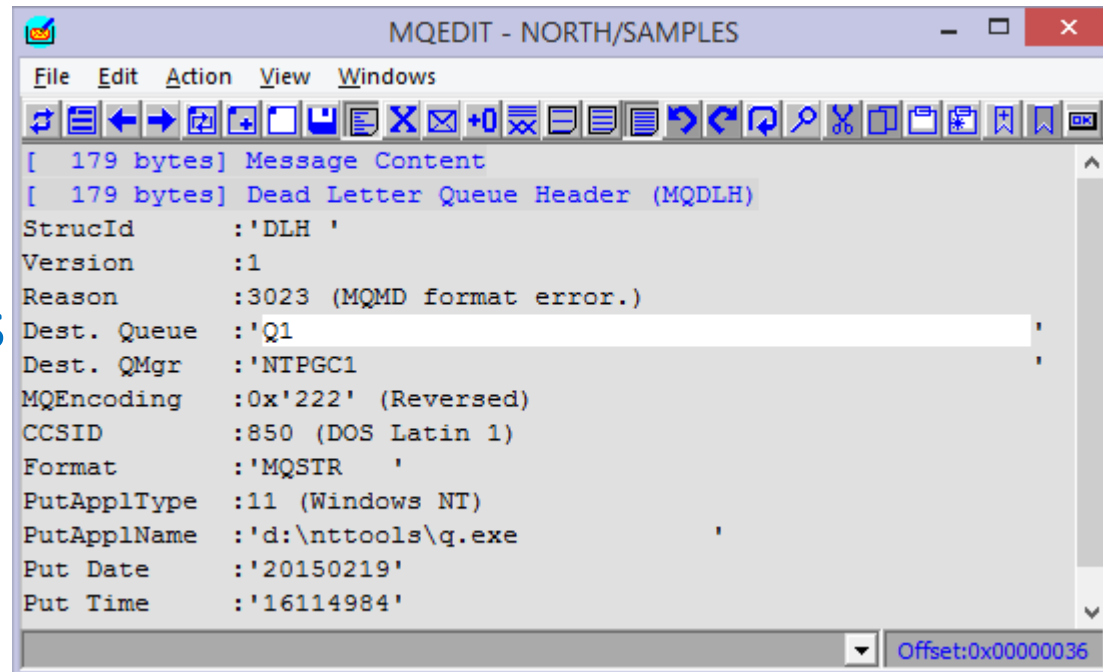 MQEDIT - NORTH/SAMPLES
File Edit Action View Windows
[  179 bytes] Message Content
[  179 bytes] Dead Letter Queue Header (MQDLH)
StrucId       :'DLH '
Version       :1
Reason        :3023 (MQMD format error.)
Dest. Queue   :'Q1                                              '
Dest. QMgr    :'NTPGC1                                          '
MQEncoding    :0x'222' (Reversed)
CCSID         :850 (DOS Latin 1)
Format        :'MQSTR   '
PutApplType   :11 (Windows NT)
PutApplName   :'d:\nttools\q.exe            '
Put Date      :'20150219'
Put Time      :'16114984'
Offset:0x00000036